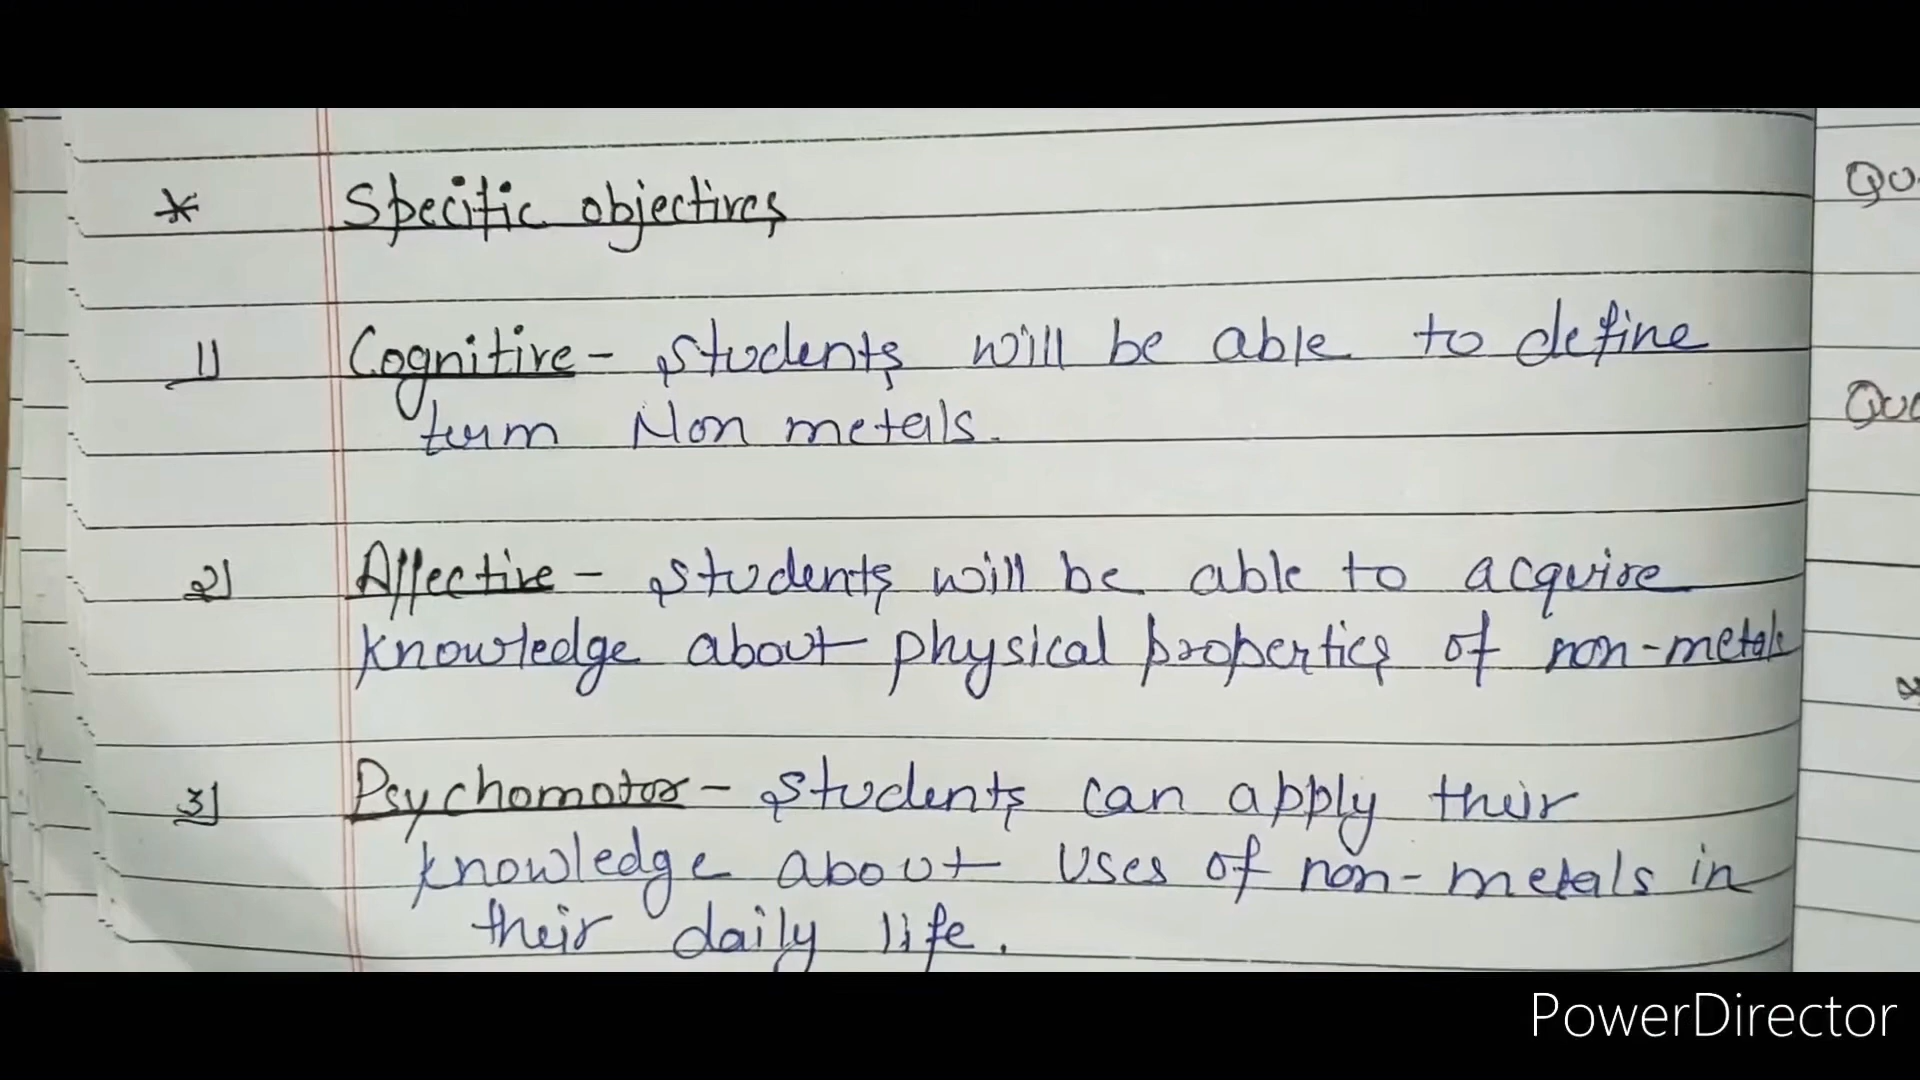 * Specific objectives
1) Cognitive - students will be able to define
term Non metals.
2) Affective - students will be able to acquire
knowledge about physical properties of non-metals
3) Psychomotor - students can apply their
knowledge about uses of non-metals in
their daily life.
PowerDirector